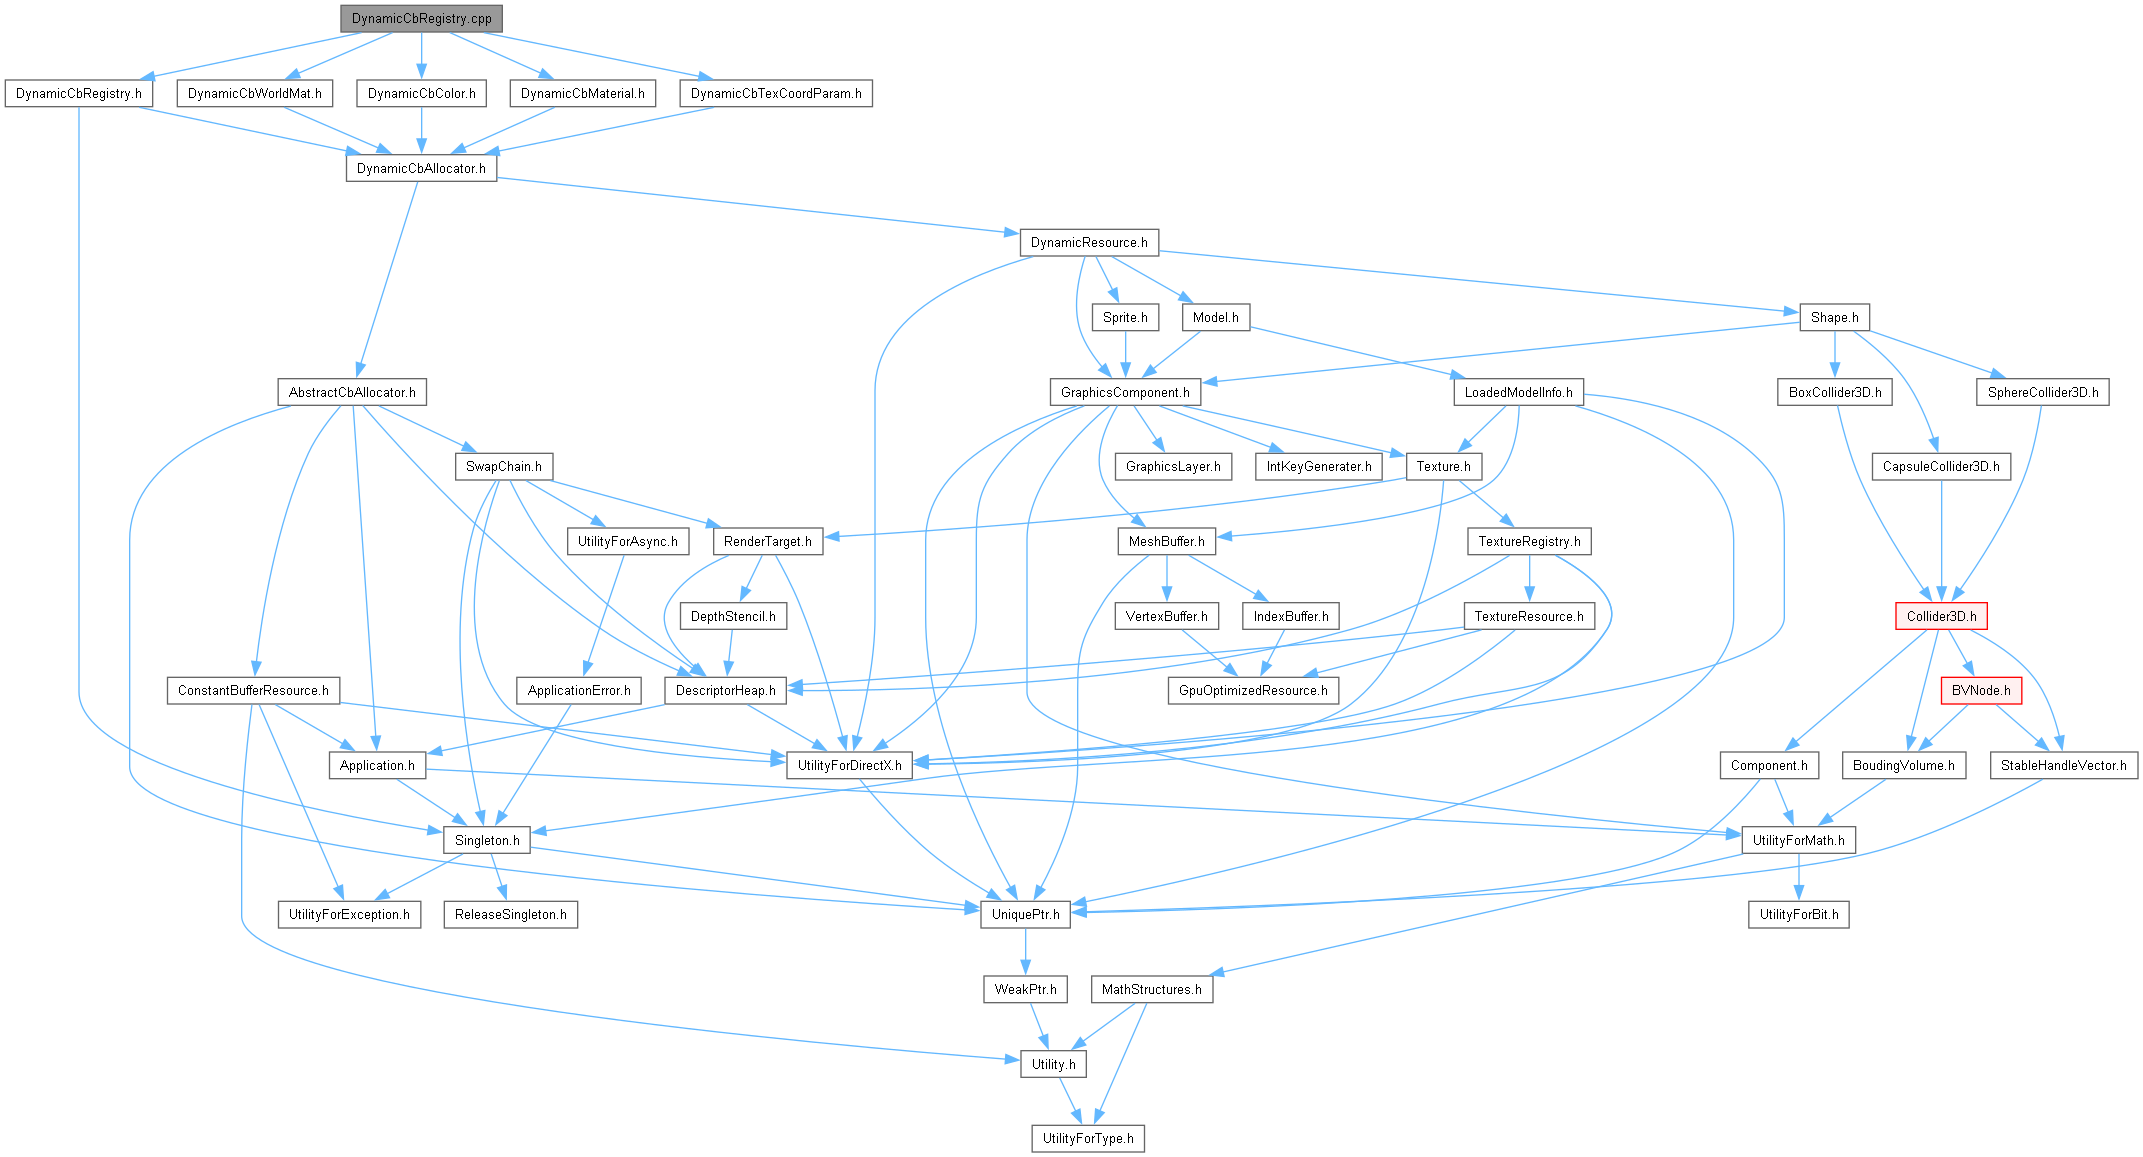 DynamicCbRegistry.cpp
DynamicCbRegistry.h
DynamicCbWorldMat.h
DynamicCbColor.h
DynamicCbMaterial.h
DynamicCbTexCoordParam.h
DynamicCbAllocator.h
DynamicResource.h
Sprite.h
Model.h
Shape.h
AbstractCbAllocator.h
GraphicsComponent.h
LoadedModelInfo.h
BoxCollider3D.h
SphereCollider3D.h
SwapChain.h
GraphicsLayer.h
IntKeyGenerater.h
Texture.h
CapsuleCollider3D.h
UtilityForAsync.h
RenderTarget.h
MeshBuffer.h
TextureRegistry.h
DepthStencil.h
VertexBuffer.h
IndexBuffer.h
TextureResource.h
Collider3D.h
ConstantBufferResource.h
ApplicationError.h
DescriptorHeap.h
GpuOptimizedResource.h
BVNode.h
Application.h
UtilityForDirectX.h
Component.h
BoudingVolume.h
StableHandleVector.h
Singleton.h
UtilityForMath.h
UtilityForException.h
ReleaseSingleton.h
UniquePtr.h
UtilityForBit.h
WeakPtr.h
MathStructures.h
Utility.h
UtilityForType.h